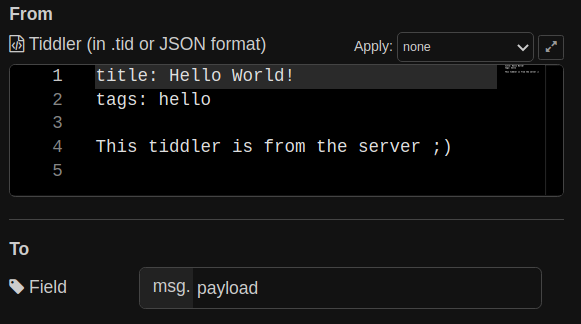 From
Tiddler (in .tid or JSON format) Apply: none
1 title: Hello World!
2 tags: hello
3
4 This tiddler is from the server ;)
5
To
Field msg. payload